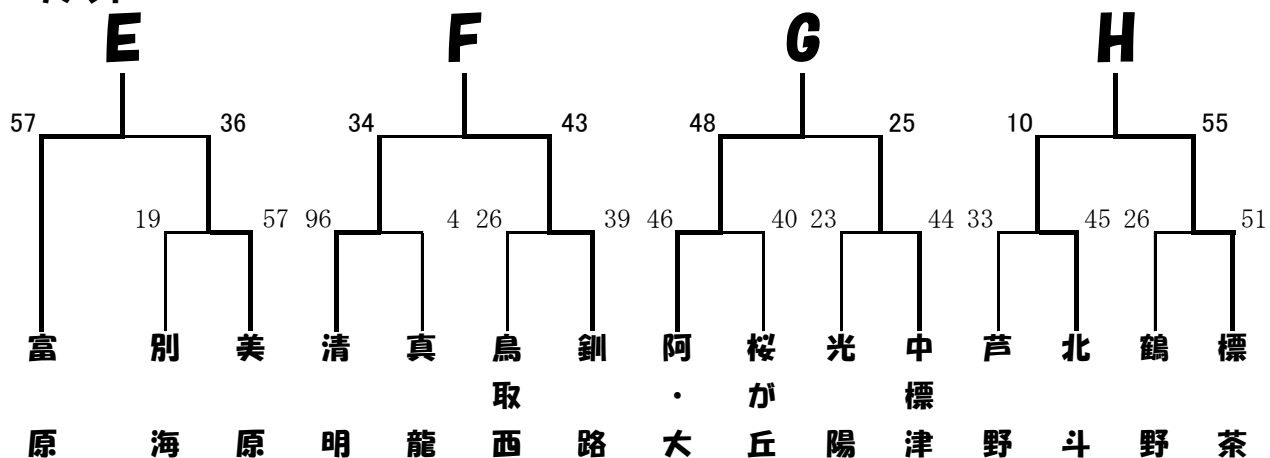 E F G H
57 36 34 43 48 25 10 55
19 57 96 4 26 39 46 40 23 44 33 45 26 51
富原
別海
美原
清明
真龍
鳥取西
釧路
阿・大
桜が丘
光陽
中標津
芦野
北斗
鶴野
標茶